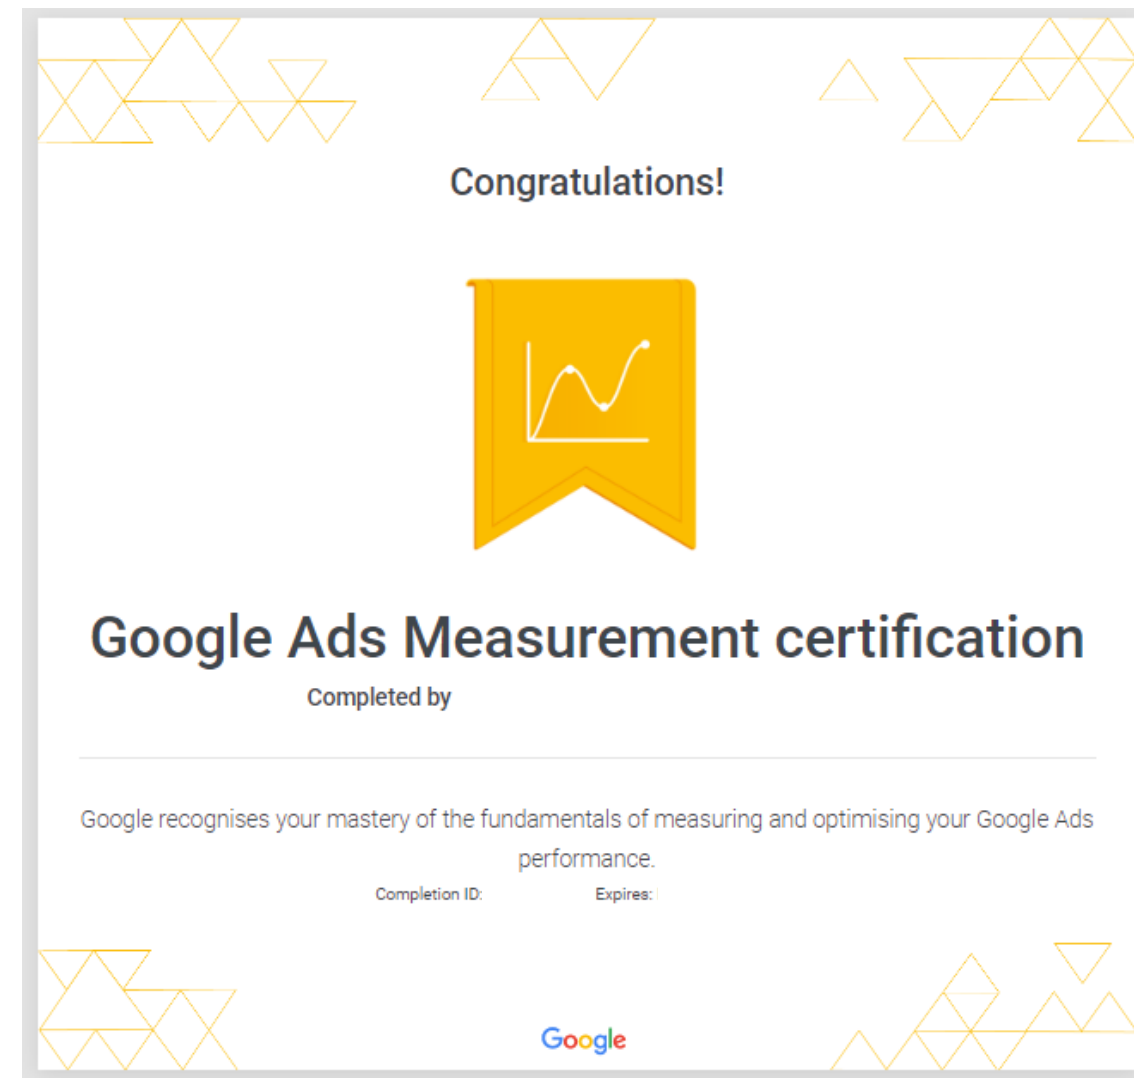 Congratulations!
Google Ads Measurement certification
Completed by
Google recognises your mastery of the fundamentals of measuring and optimising your Google Ads
performance.
Completion ID: Expires:
Google